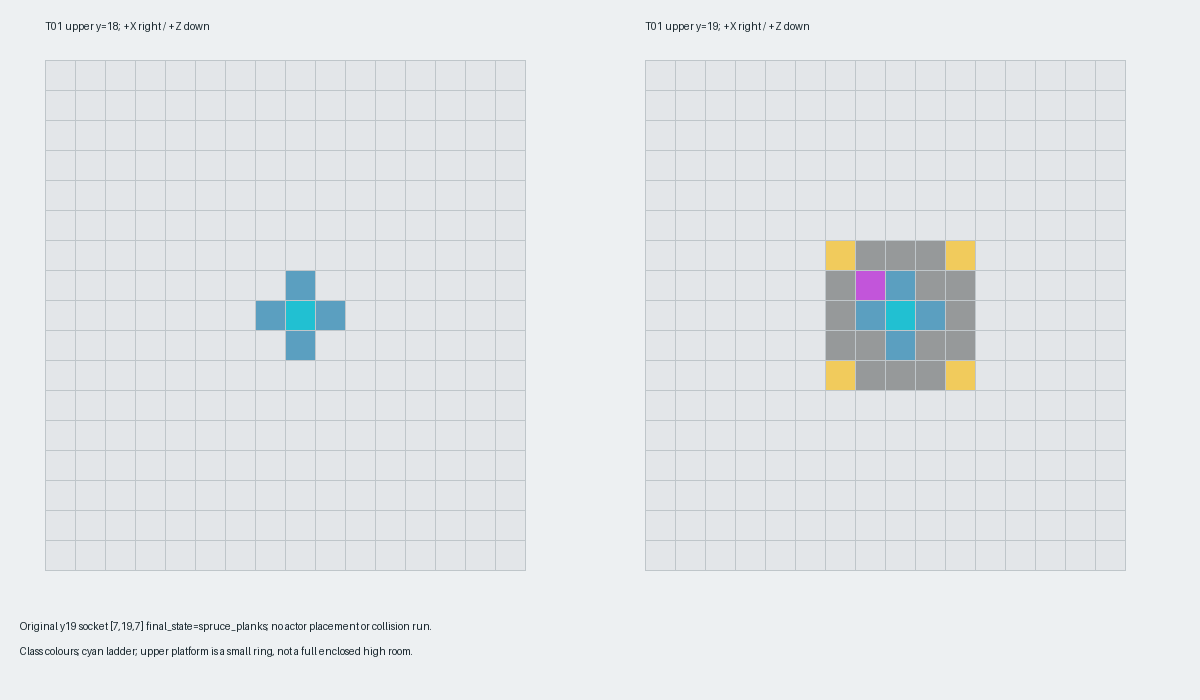 T01 upper y=18; +X right / +Z down
T01 upper y=19; +X right / +Z down
Original y19 socket [7,19,7] final_state=spruce_planks; no actor placement or collision run.
Class colours; cyan ladder; upper platform is a small ring, not a full enclosed high room.